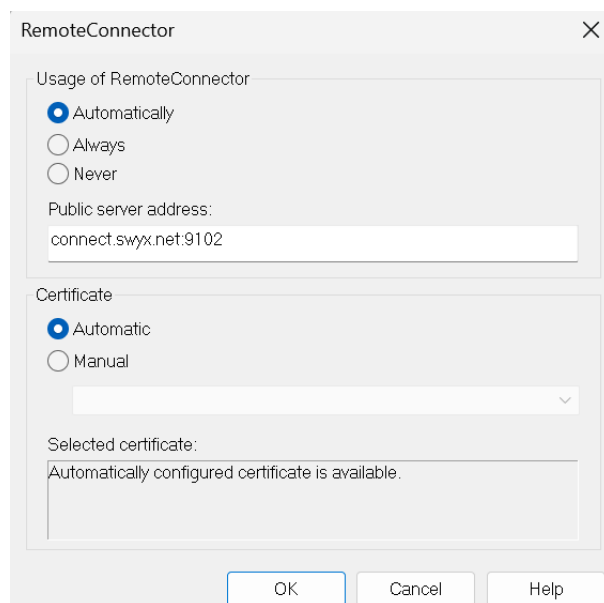 RemoteConnector
Usage of RemoteConnector
Automatically
Always
Never
Public server address:
connect.swyx.net:9102
Certificate
Automatic
Manual
Selected certificate:
Automatically configured certificate is available.
OK Cancel Help